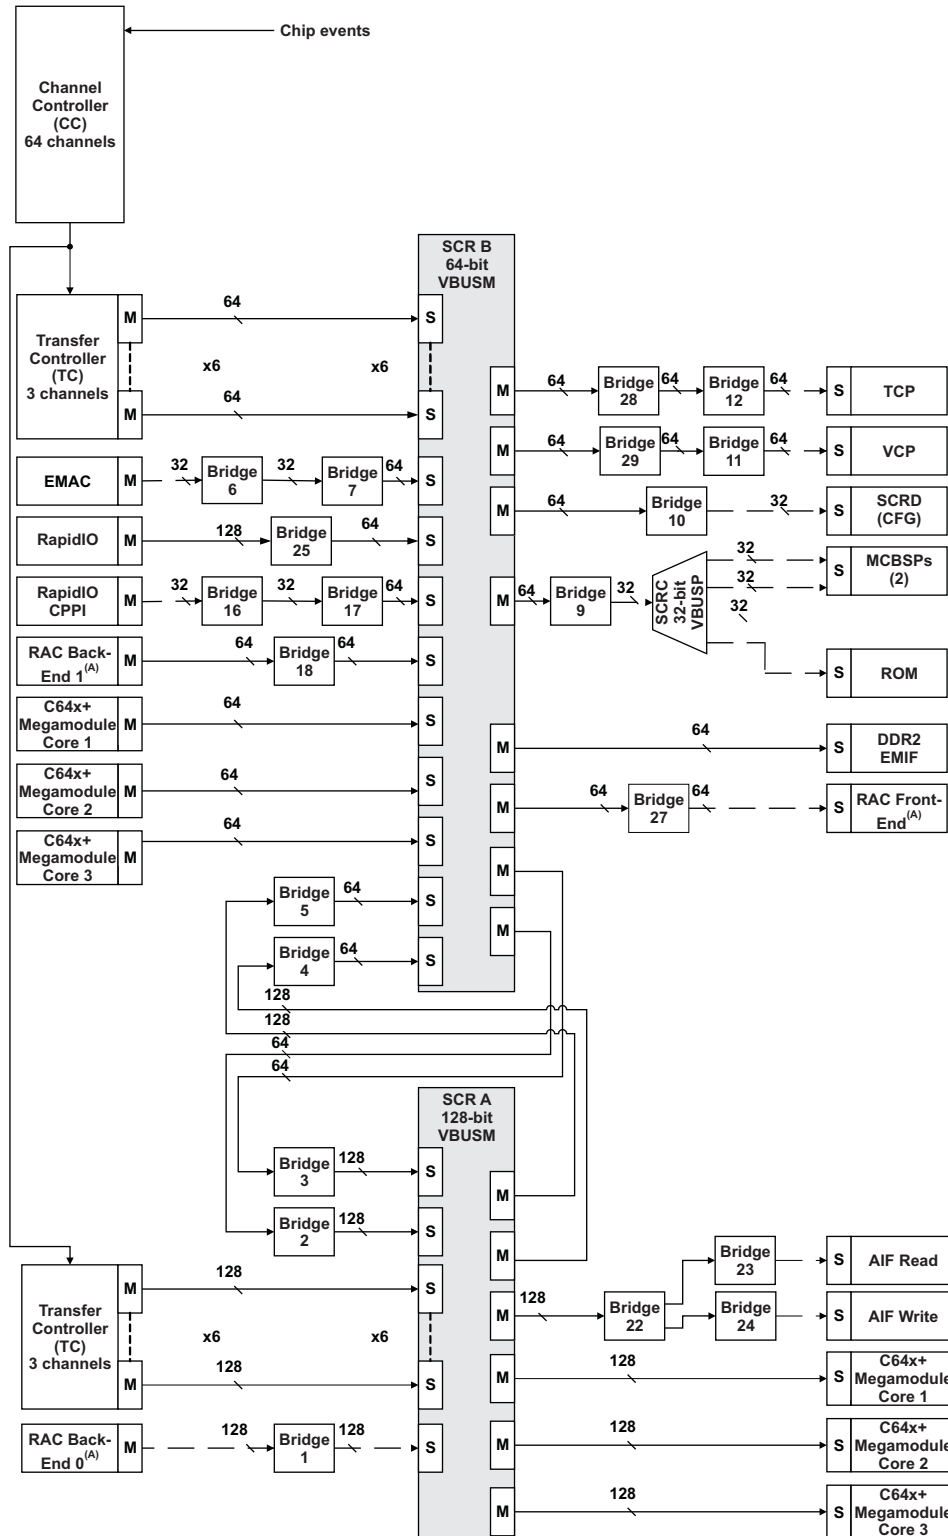 Chip events
Channel
Controller
(CC)
64 channels
SCR B
64-bit
VBUSM
M
64
S
Transfer
Controller
(TC)
3 channels
x6
x6
M
64
S
M
64
Bridge
28
64
Bridge
12
64
S
TCP
M
64
Bridge
29
64
Bridge
11
64
S
VCP
EMAC
M
32
Bridge
6
32
Bridge
7
64
S
M
64
Bridge
10
32
S
SCRD
(CFG)
RapidIO
M
128
Bridge
25
64
S
M
64
Bridge
9
32
SCRC
32-bit
VBUSP
32
32
32
S
MCBSPs
(2)
S
ROM
RapidIO
CPPI
M
32
Bridge
16
32
Bridge
17
64
S
RAC Back-
End 1(A)
M
64
Bridge
18
64
S
C64x+
Megamodule
Core 1
M
64
S
M
64
S
DDR2
EMIF
C64x+
Megamodule
Core 2
M
64
S
M
64
Bridge
27
64
S
RAC Front-
End(A)
C64x+
Megamodule
Core 3
M
64
S
M
Bridge
5
64
S
M
Bridge
4
64
S
128
128
64
64
SCR A
128-bit
VBUSM
Bridge
3
128
S
M
Bridge
2
128
S
M
Transfer
Controller
(TC)
3 channels
M
128
S
x6
x6
M
128
S
M
128
Bridge
22
Bridge
23
S
AIF Read
Bridge
24
S
AIF Write
M
128
S
C64x+
Megamodule
Core 1
RAC Back-
End 0(A)
M
128
Bridge
1
128
S
M
128
S
C64x+
Megamodule
Core 2
M
128
S
C64x+
Megamodule
Core 3